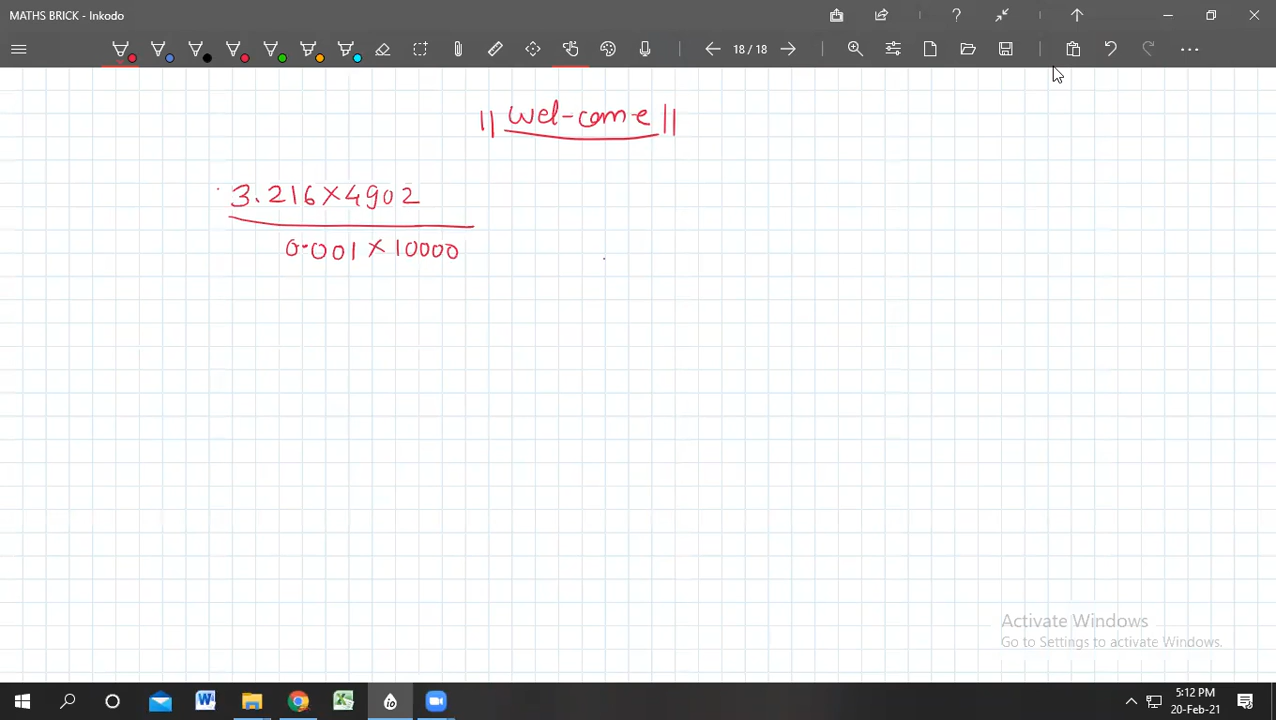 MATHS BRICK - Inkodo
18 / 18
|| Wel-come ||
3.216×4902
0.001×10000
Activate Windows
Go to Settings to activate Windows.
5:12 PM
20-Feb-21